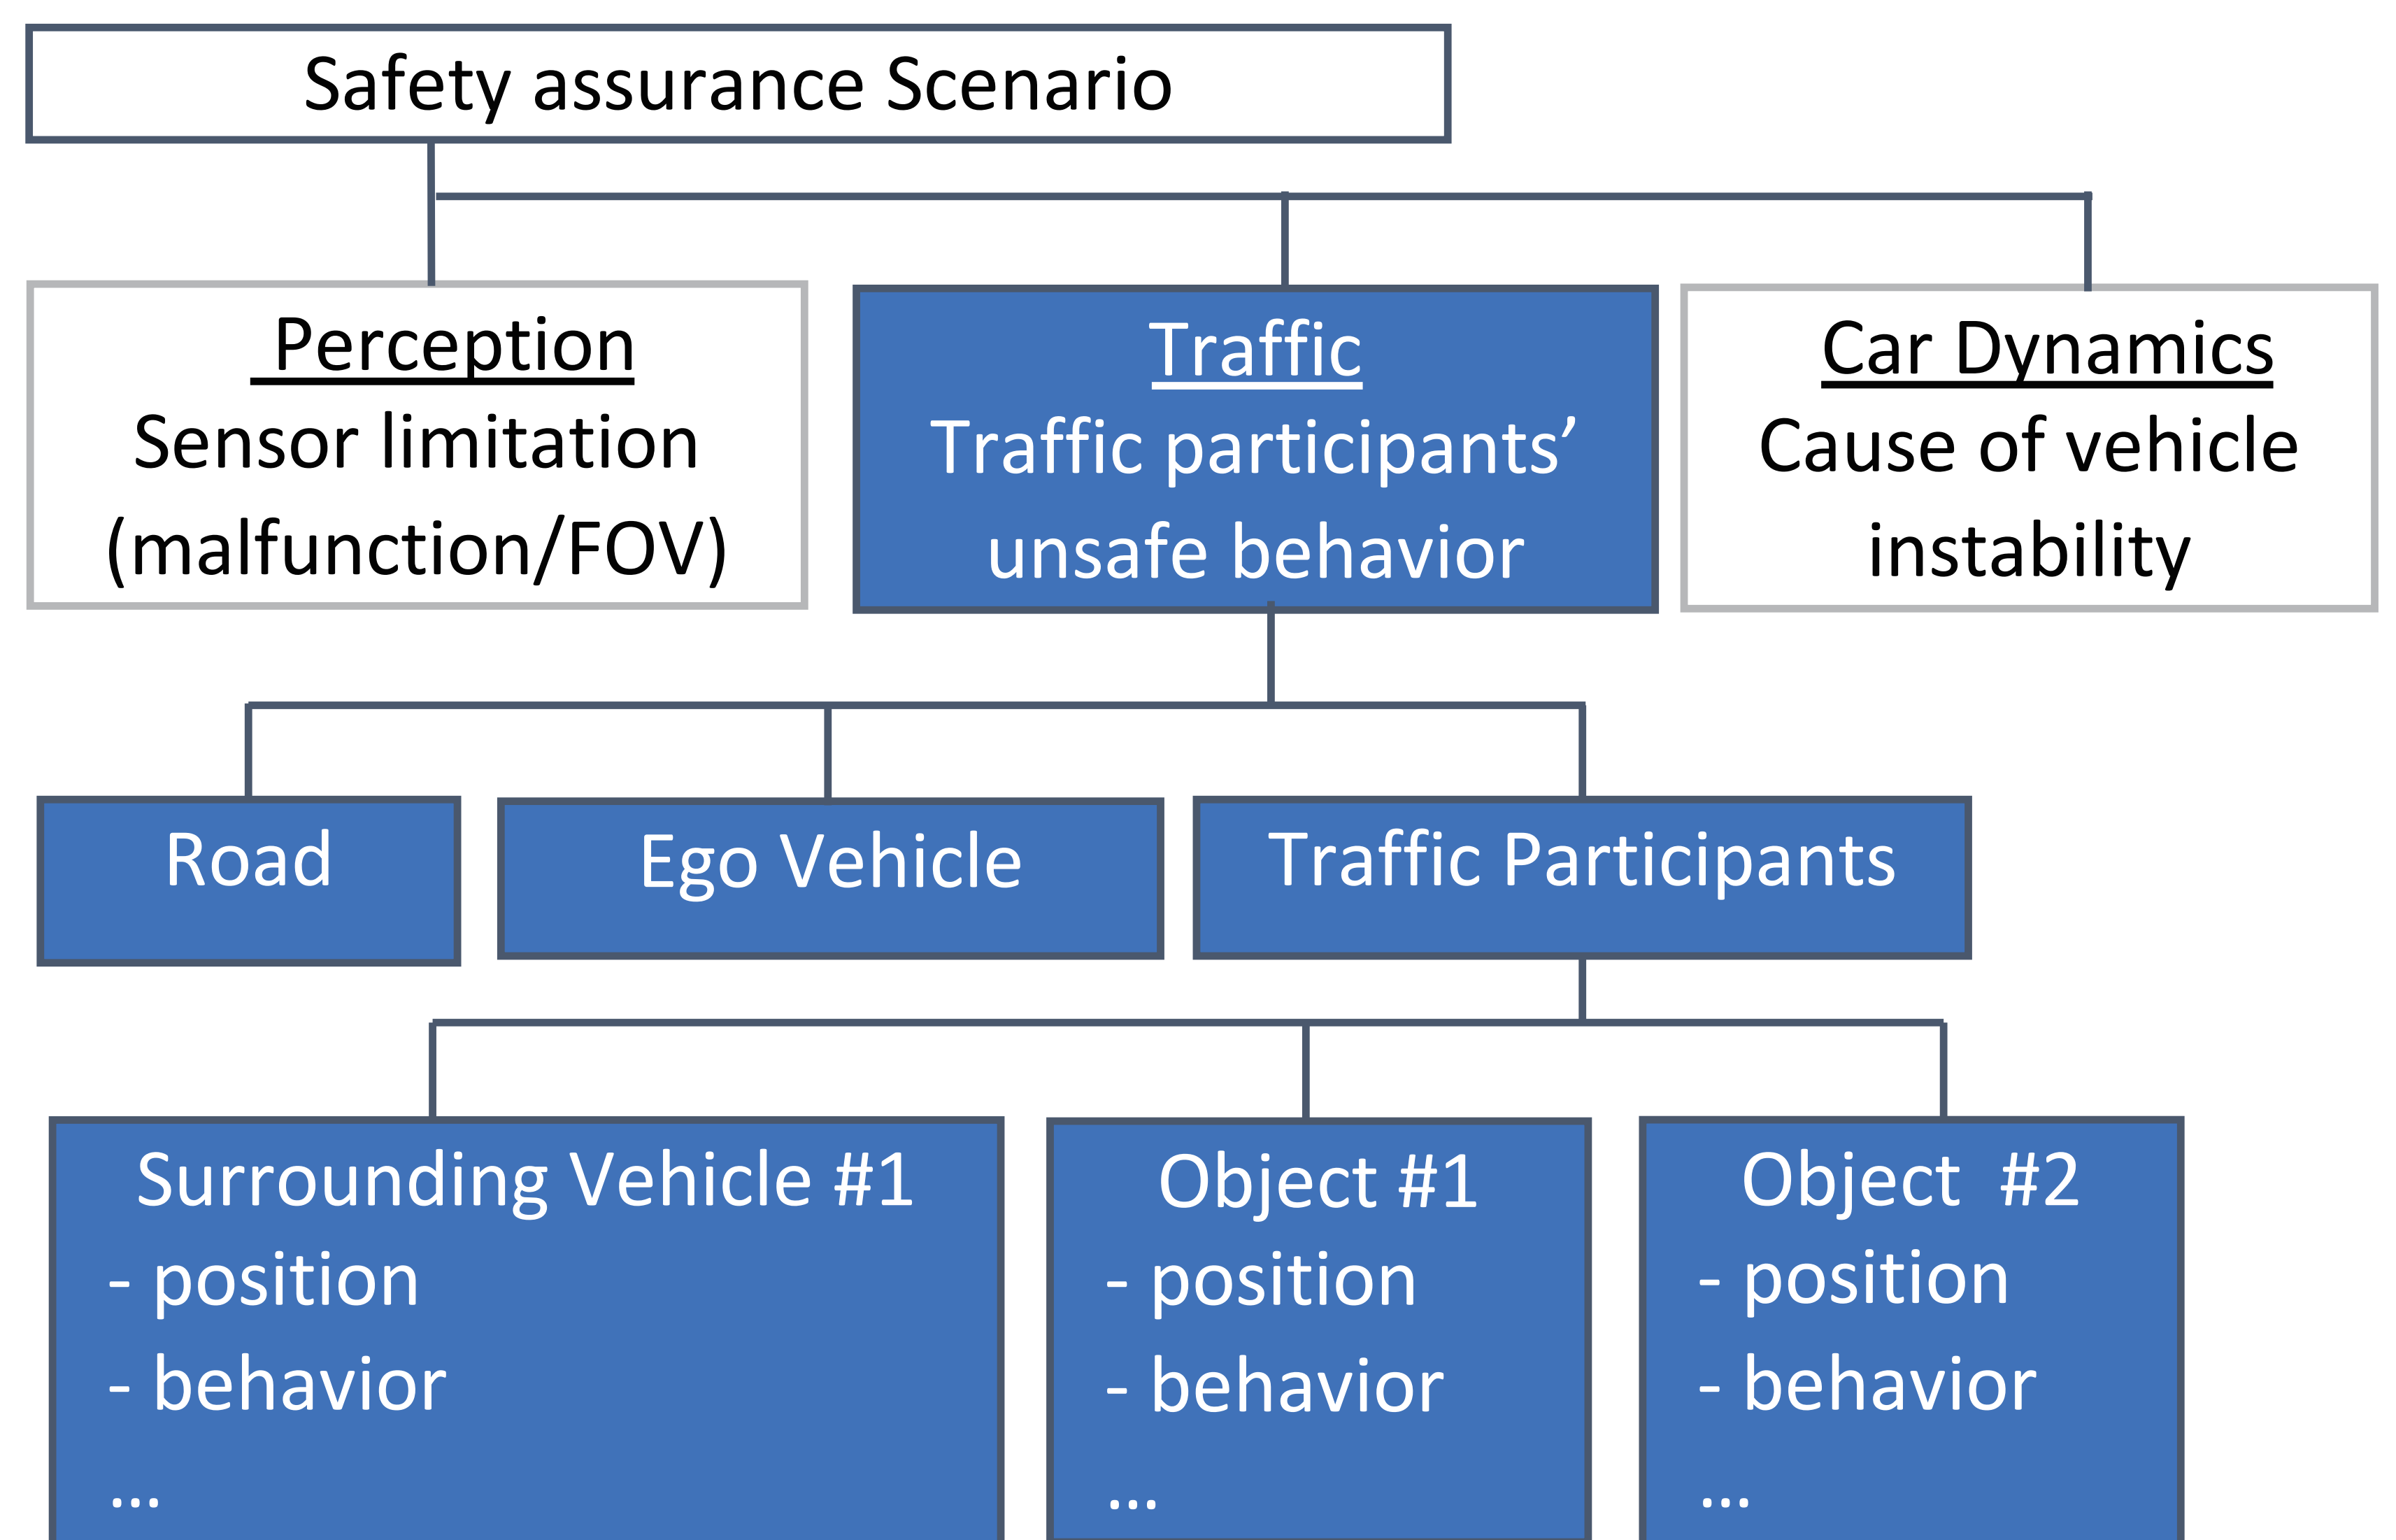 Safety assurance Scenario
Perception
Sensor limitation
(malfunction/FOV)
Traffic
Traffic participants’
unsafe behavior
Car Dynamics
Cause of vehicle
instability
Road
Ego Vehicle
Traffic Participants
Surrounding Vehicle #1
- position
- behavior
...
Object #1
- position
- behavior
...
Object  #2
- position
- behavior
...